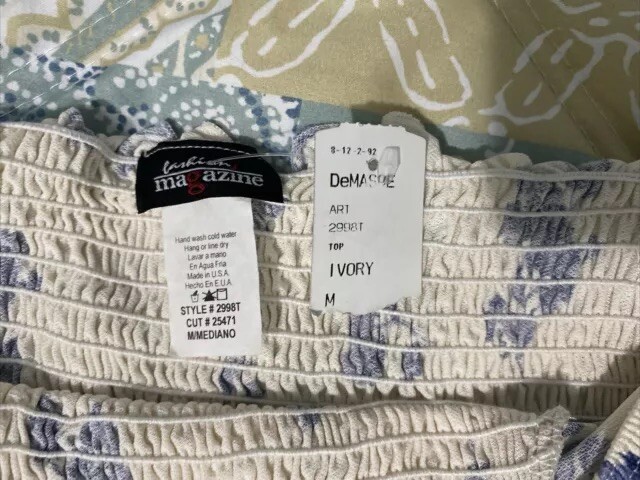 fashion
magazine
Hand wash cold water
Hang or line dry
Lavar a mano
En Agua Fria
Made in U.S.A.
Hecho En E.U.A.
STYLE # 2998T
CUT # 25471
M/MEDIANO
8-12-2-92
ART
2998T
TOP
IVORY
M